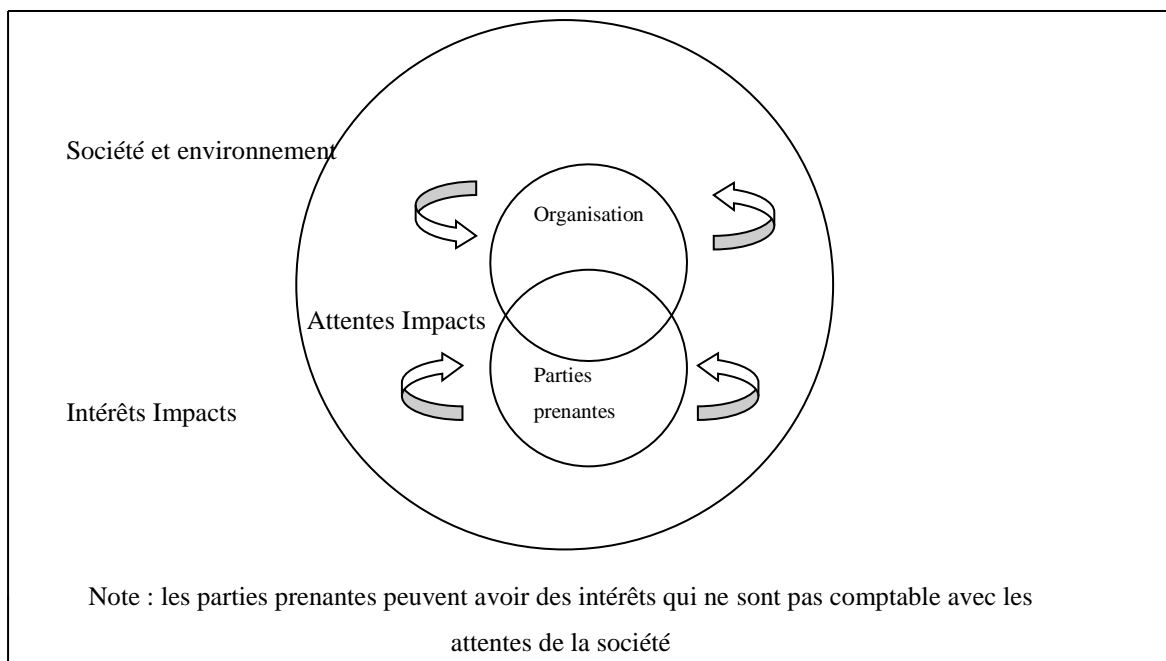 Société et environnement
Organisation
Attentes Impacts
Parties
prenantes
Intérêts Impacts
Note : les parties prenantes peuvent avoir des intérêts qui ne sont pas comptable avec les
attentes de la société